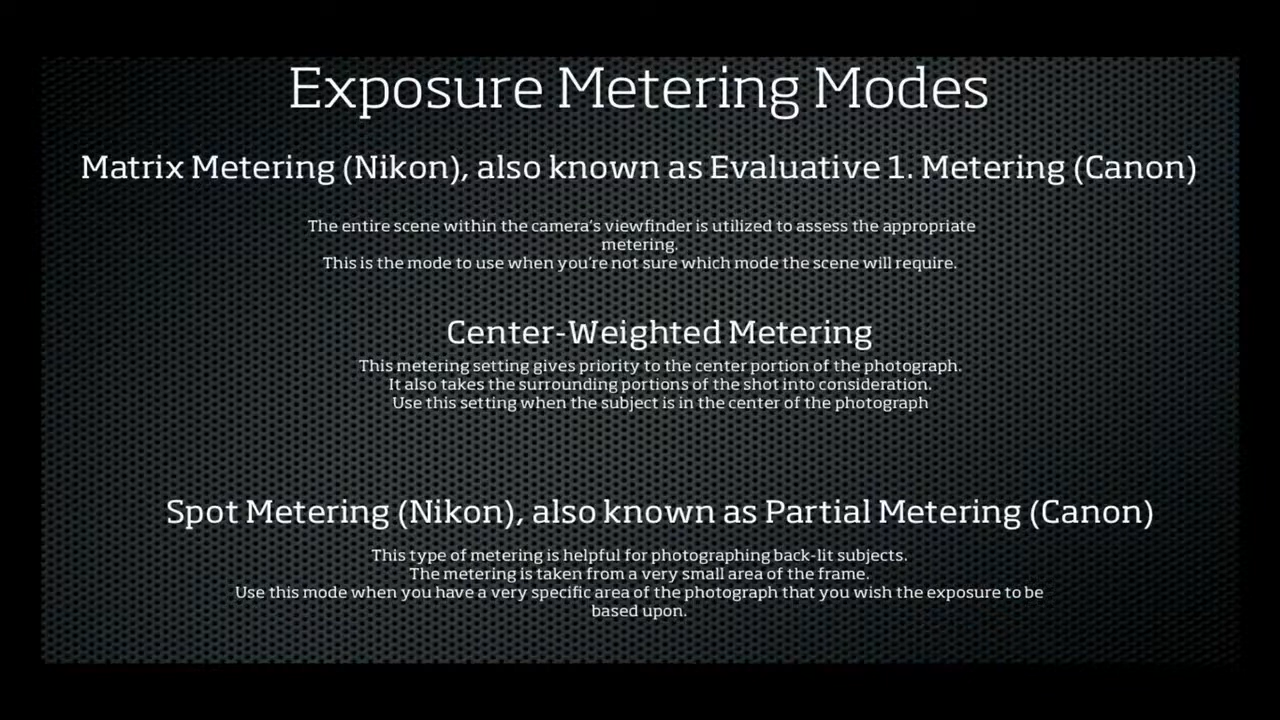 Exposure Metering Modes
Matrix Metering (Nikon), also known as Evaluative 1. Metering (Canon)
The entire scene within the camera's viewfinder is utilized to assess the appropriate
metering.
This is the mode to use when you're not sure which mode the scene will require.
Center-Weighted Metering
This metering setting gives priority to the center portion of the photograph.
It also takes the surrounding portions of the shot into consideration.
Use this setting when the subject is in the center of the photograph
Spot Metering (Nikon), also known as Partial Metering (Canon)
This type of metering is helpful for photographing back-lit subjects.
The metering is taken from a very small area of the frame.
Use this mode when you have a very specific area of the photograph that you wish the exposure to be
based upon.